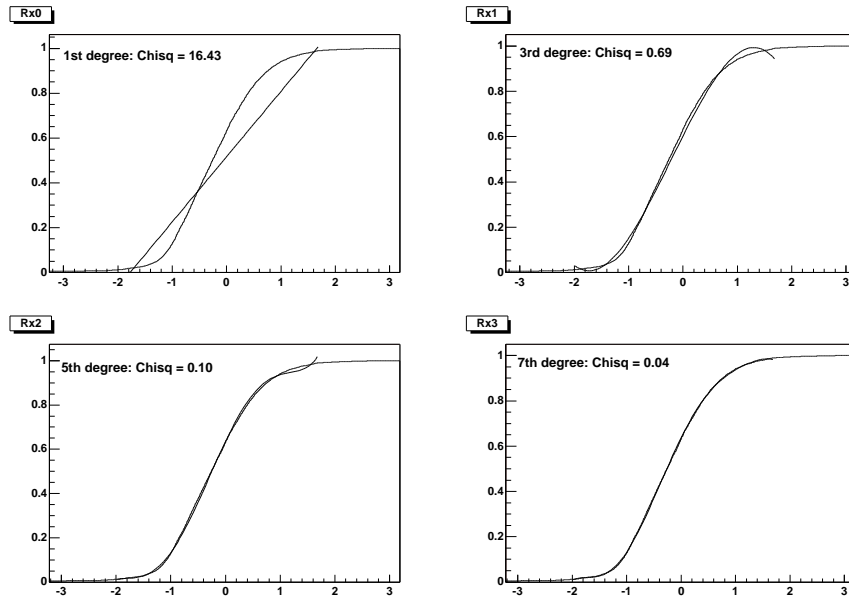 Rx0
1st degree: Chisq = 16.43
1
0.8
0.6
0.4
0.2
0
-3 -2 -1 0 1 2 3
Rx1
3rd degree: Chisq = 0.69
1
0.8
0.6
0.4
0.2
0
-3 -2 -1 0 1 2 3
Rx2
5th degree: Chisq = 0.10
1
0.8
0.6
0.4
0.2
0
-3 -2 -1 0 1 2 3
Rx3
7th degree: Chisq = 0.04
1
0.8
0.6
0.4
0.2
0
-3 -2 -1 0 1 2 3